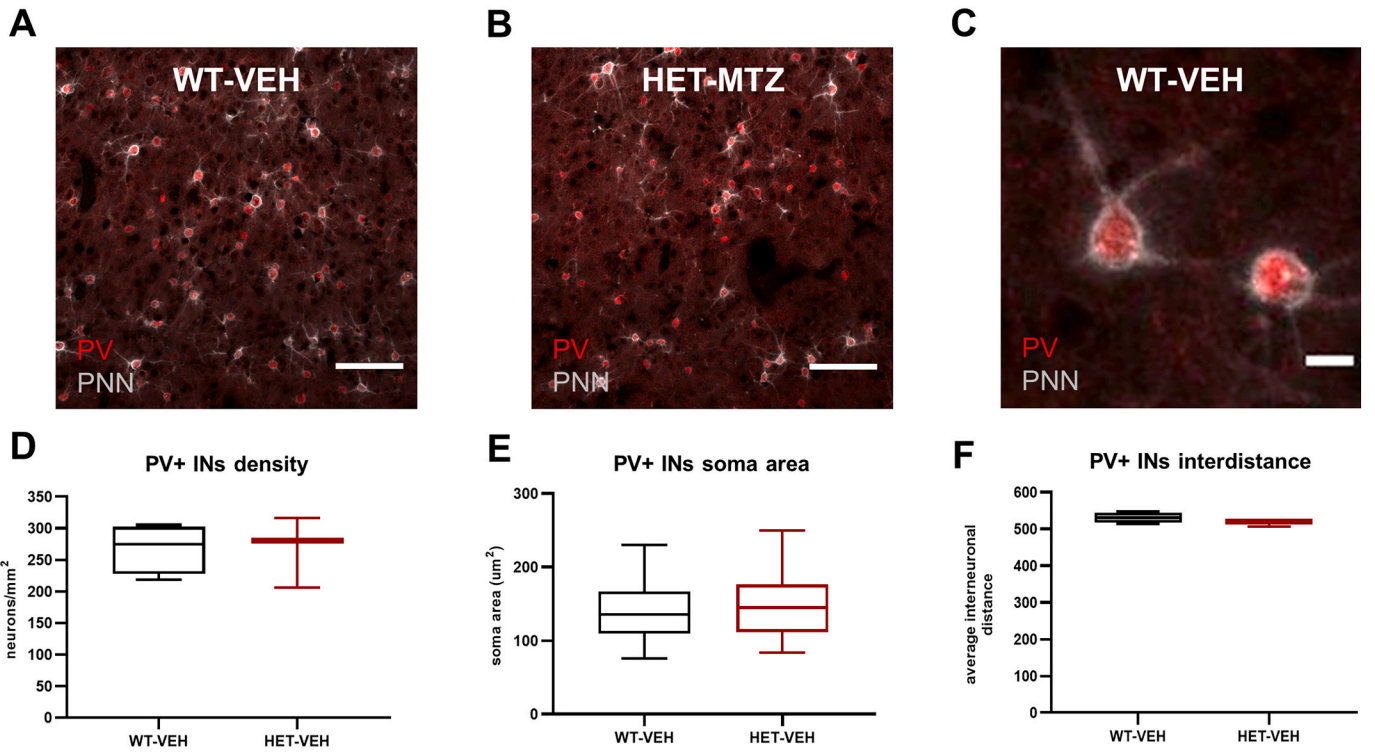 A
WT-VEH
PV
PNN
B
HET-MTZ
PV
PNN
C
WT-VEH
PV
PNN
D
PV+ INs density
neurons/mm²
350
300
250
200
150
100
50
0
WT-VEH
HET-VEH
E
PV+ INs soma area
soma area (um²)
300
200
100
0
WT-VEH
HET-VEH
F
PV+ INs interdistance
average interneuronal
distance
600
500
400
300
200
100
0
WT-VEH
HET-VEH